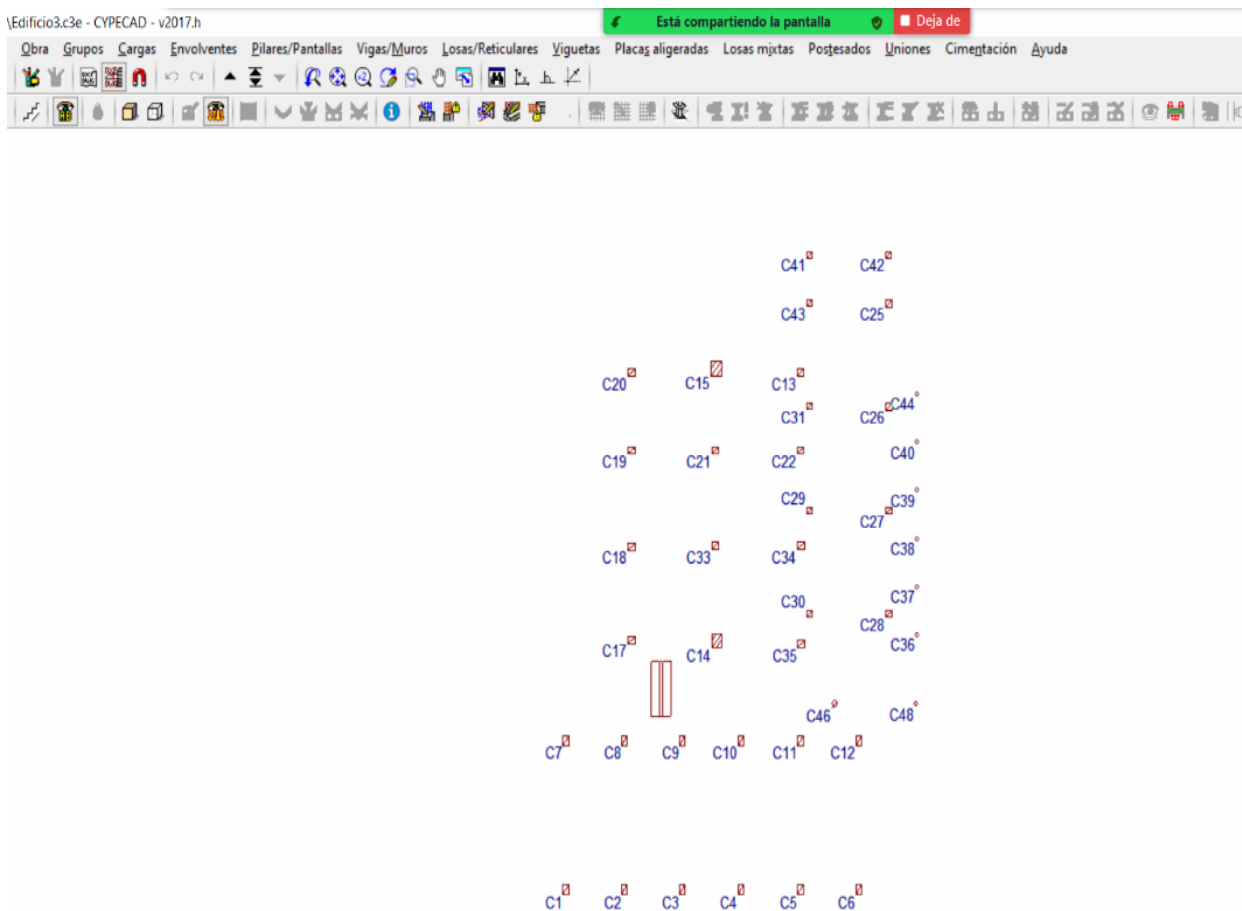 \Edificio3.c3e - CYPECAD - v2017.h
Está compartiendo la pantalla
Deja de
Obra Grupos Cargas Envolventes Pilares/Pantallas Vigas/Muros Losas/Reticulares Viguetas Placas aligeradas Losas mixtas Postesados Uniones Cimentación Ayuda
C41 C42
C43 C25
C20 C15 C13
C44
C31 C26
C40
C19 C21 C22
C29 C39
C27
C38
C18 C33 C34
C37
C30
C28
C36
C17 C14 C35
C46 C48
C7 C8 C9 C10 C11 C12
C1 C2 C3 C4 C5 C6